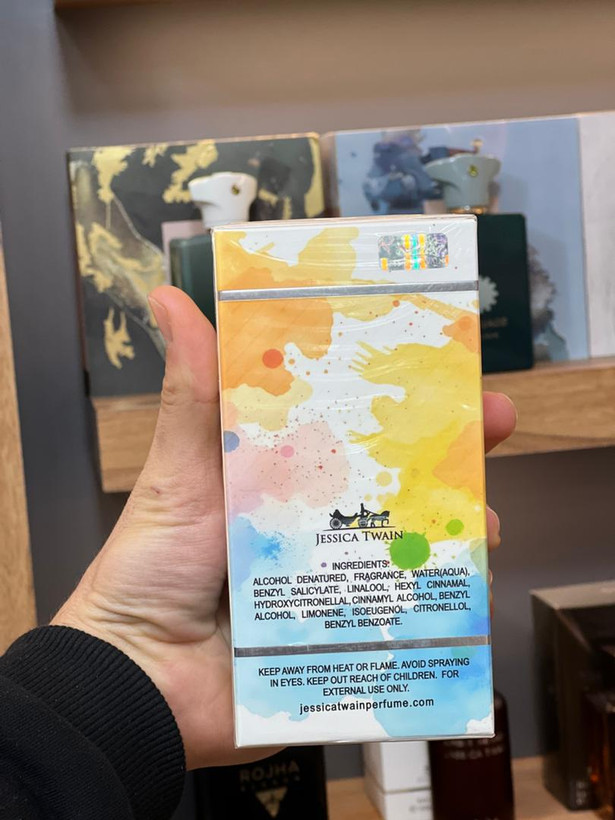 JESSICA TWAIN
INGREDIENTS:
ALCOHOL DENATURED, FRAGRANCE, WATER(AQUA),
BENZYL SALICYLATE, LINALOOL, HEXYL CINNAMAL,
HYDROXYCITRONELLAL, CINNAMYL ALCOHOL, BENZYL
ALCOHOL, LIMONENE, ISOEUGENOL, CITRONELLOL,
BENZYL BENZOATE.
KEEP AWAY FROM HEAT OR FLAME. AVOID SPRAYING
IN EYES. KEEP OUT REACH OF CHILDREN. FOR
EXTERNAL USE ONLY.
jessicatwainperfume.com
ROJHA